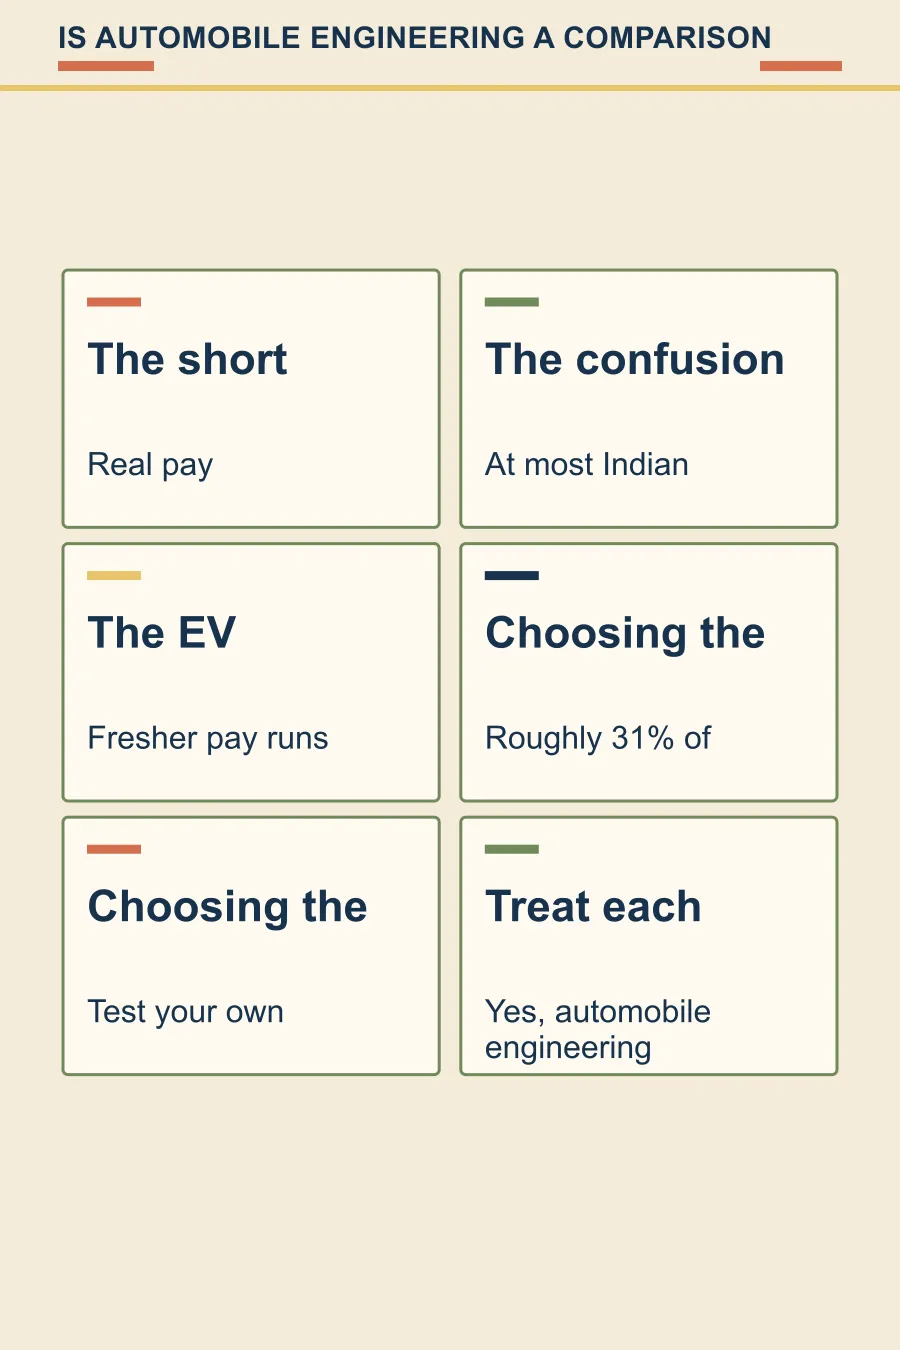 IS AUTOMOBILE ENGINEERING A COMPARISON
The short
Real pay
The confusion
At most Indian
The EV
Fresher pay runs
Choosing the
Roughly 31% of
Choosing the
Test your own
Treat each
Yes, automobile
engineering